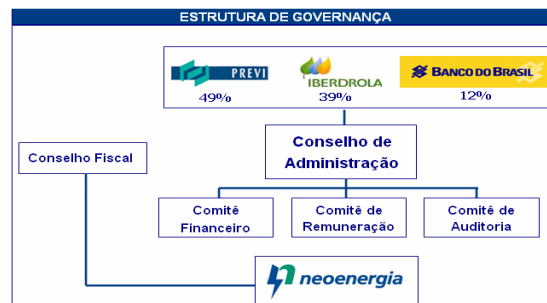 ESTRUTURA DE GOVERNANÇA
PREVI
IBERDROLA
BANCO DO BRASIL
49%
39%
12%
Conselho de
Administração
Conselho Fiscal
Comitê
Financeiro
Comitê de
Remuneração
Comitê de
Auditoria
neoenergia